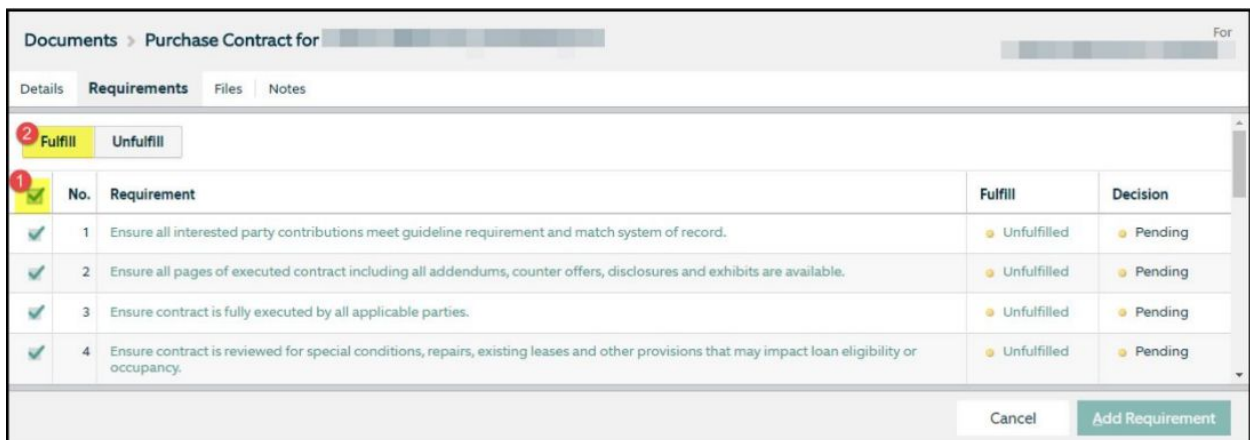 For
Documents > Purchase Contract for
Details Requirements Files Notes
2 Fulfill Unfulfill
1 No. Requirement Fulfill Decision
1 Ensure all interested party contributions meet guideline requirement and match system of record. Unfulfilled Pending
2 Ensure all pages of executed contract including all addendums, counter offers, disclosures and exhibits are available. Unfulfilled Pending
3 Ensure contract is fully executed by all applicable parties. Unfulfilled Pending
4 Ensure contract is reviewed for special conditions, repairs, existing leases and other provisions that may impact loan eligibility or Unfulfilled Pending
occupancy.
Cancel Add Requirement